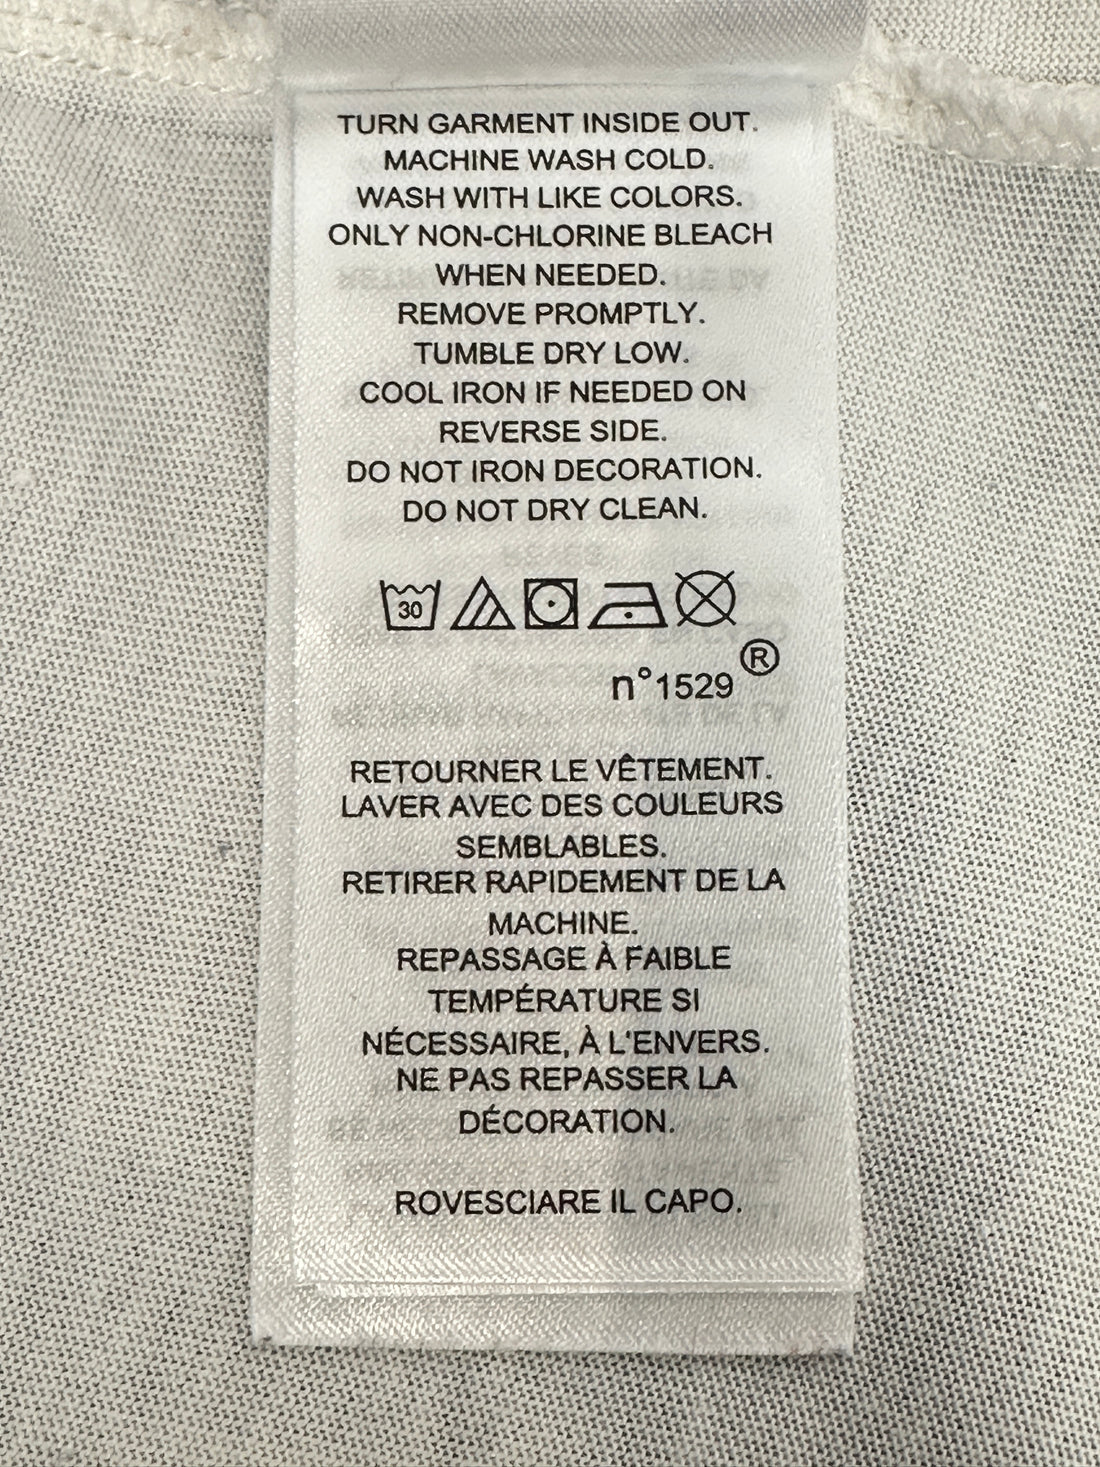 TURN GARMENT INSIDE OUT.
MACHINE WASH COLD.
WASH WITH LIKE COLORS.
ONLY NON-CHLORINE BLEACH
WHEN NEEDED.
REMOVE PROMPTLY.
TUMBLE DRY LOW.
COOL IRON IF NEEDED ON
REVERSE SIDE.
DO NOT IRON DECORATION.
DO NOT DRY CLEAN.
30
n°1529®
RETOURNER LE VÊTEMENT.
LAVER AVEC DES COULEURS
SEMBLABLES.
RETIRER RAPIDEMENT DE LA
MACHINE.
REPASSAGE À FAIBLE
TEMPÉRATURE SI
NÉCESSAIRE, À L'ENVERS.
NE PAS REPASSER LA
DÉCORATION.
ROVESCIARE IL CAPO.